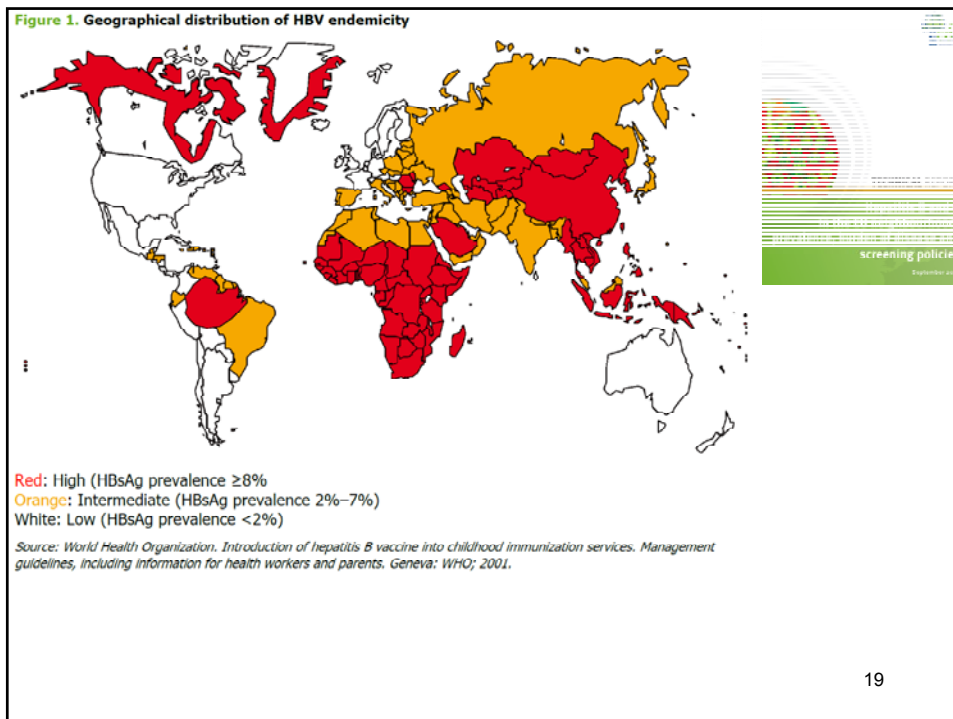 Figure 1. Geographical distribution of HBV endemicity
screening policie
September 20
Red: High (HBsAg prevalence ≥8%
Orange: Intermediate (HBsAg prevalence 2%–7%)
White: Low (HBsAg prevalence <2%)
Source: World Health Organization. Introduction of hepatitis B vaccine into childhood immunization services. Management
guidelines, including information for health workers and parents. Geneva: WHO; 2001.
19